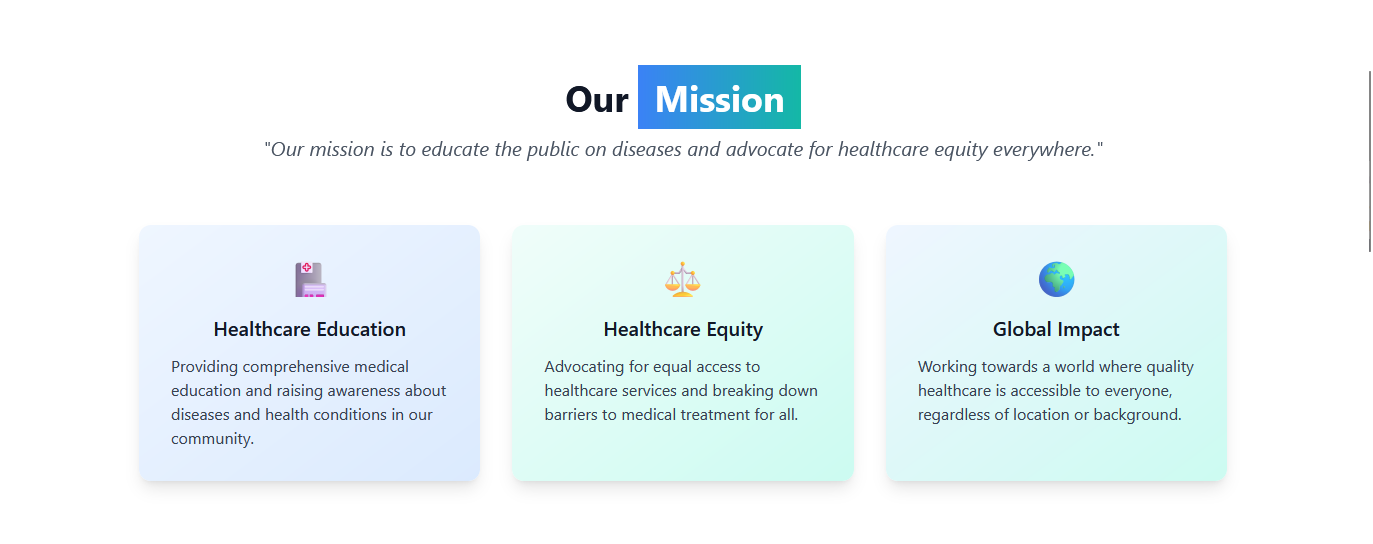 Our Mission
"Our mission is to educate the public on diseases and advocate for healthcare equity everywhere."
Healthcare Education
Providing comprehensive medical
education and raising awareness about
diseases and health conditions in our
community.
Healthcare Equity
Advocating for equal access to
healthcare services and breaking down
barriers to medical treatment for all.
Global Impact
Working towards a world where quality
healthcare is accessible to everyone,
regardless of location or background.